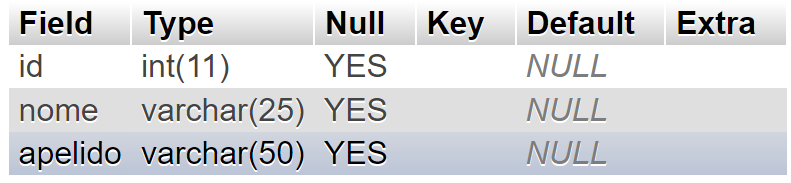 Field Type Null Key Default Extra
id int(11) YES NULL
nome varchar(25) YES NULL
apelido varchar(50) YES NULL